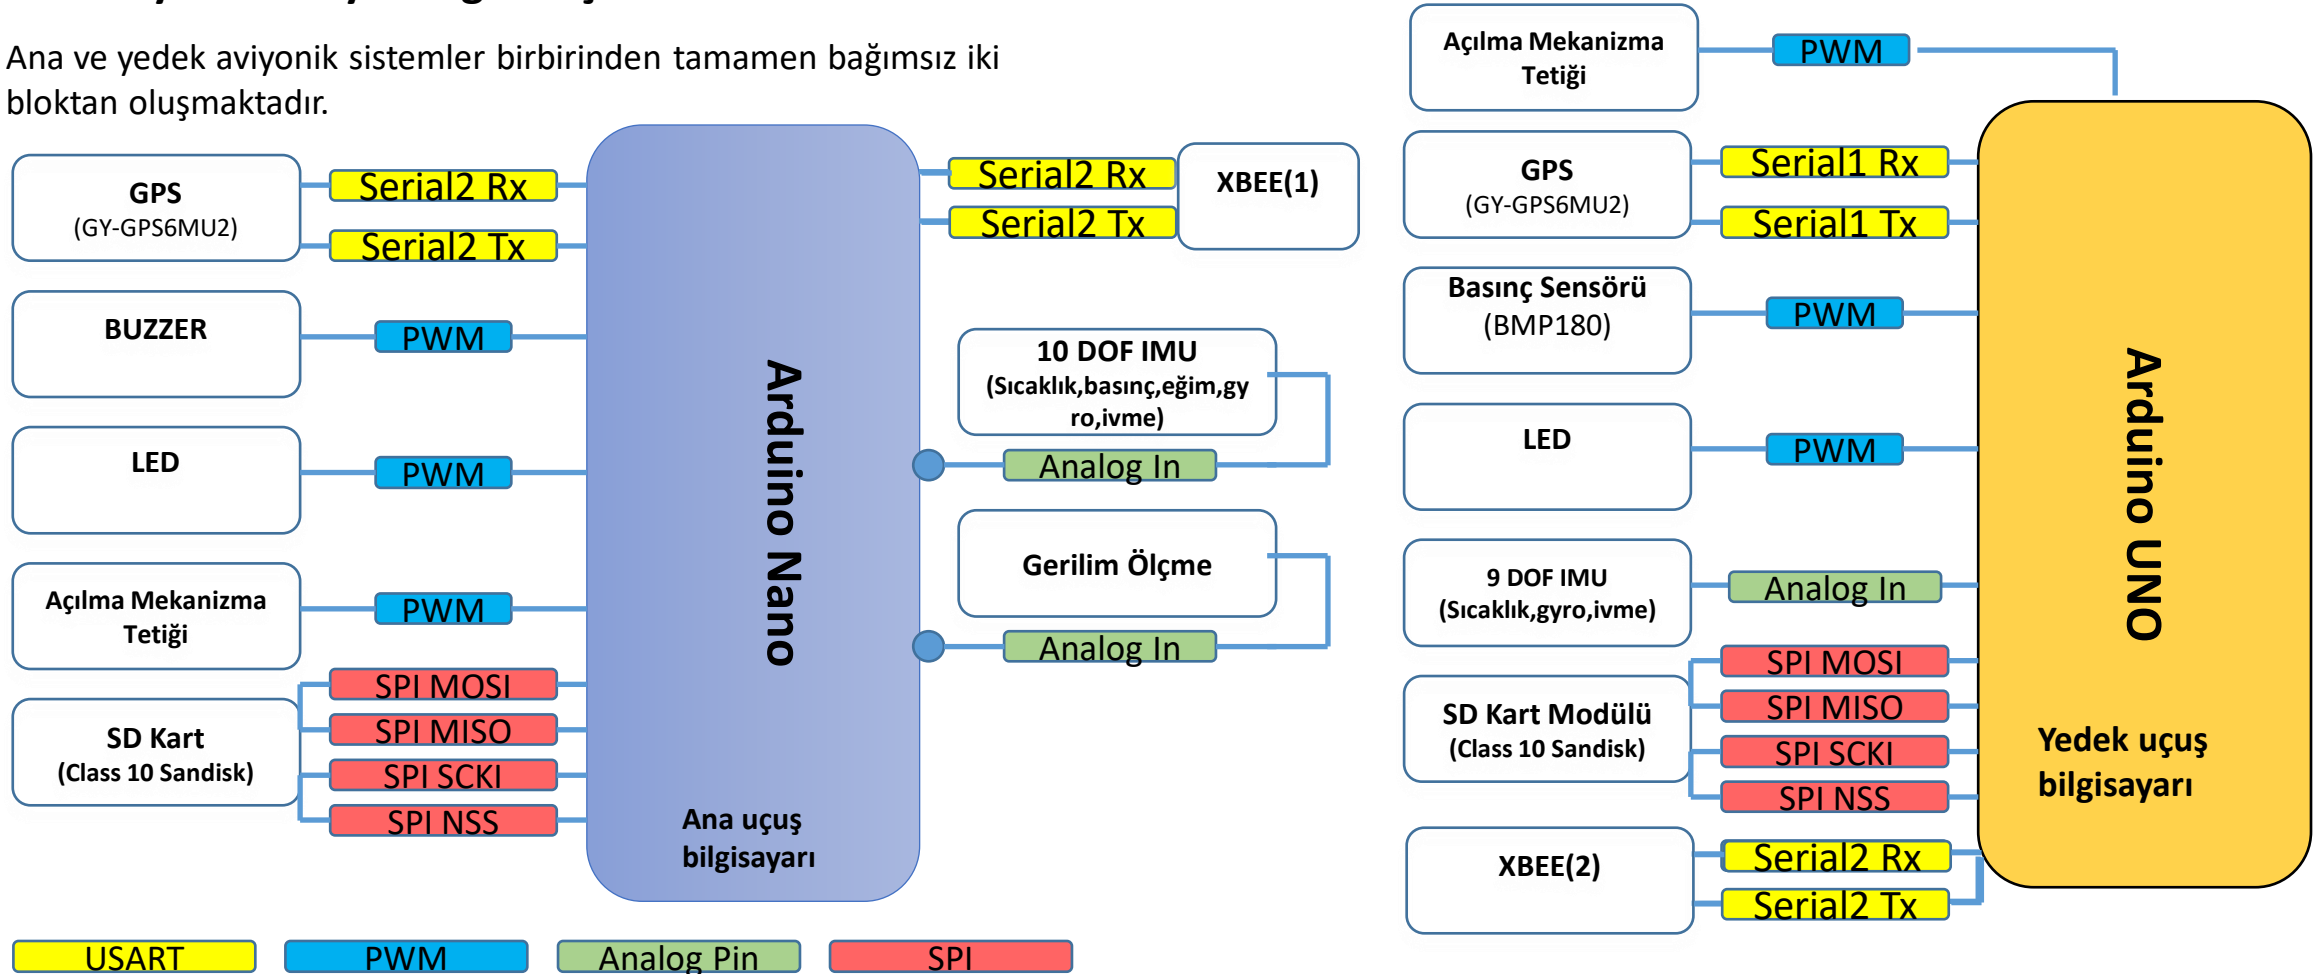 Ana ve yedek aviyonik sistemler birbirinden tamamen bağımsız iki
bloktan oluşmaktadır.
GPS
(GY-GPS6MU2)
Serial2 Rx
Serial2 Tx
BUZZER
PWM
LED
PWM
Açılma Mekanizma
Tetiği
PWM
SD Kart
(Class 10 Sandisk)
SPI MOSI
SPI MISO
SPI SCKI
SPI NSS
Arduino Nano
Ana uçuş
bilgisayarı
Serial2 Rx
Serial2 Tx
XBEE(1)
10 DOF IMU
(Sıcaklık,basınç,eğim,gy
ro,ivme)
Analog In
Gerilim Ölçme
Analog In
Açılma Mekanizma
Tetiği
PWM
GPS
(GY-GPS6MU2)
Serial1 Rx
Serial1 Tx
Basınç Sensörü
(BMP180)
PWM
LED
PWM
9 DOF IMU
(Sıcaklık,gyro,ivme)
Analog In
SD Kart Modülü
(Class 10 Sandisk)
SPI MOSI
SPI MISO
SPI SCKI
SPI NSS
XBEE(2)
Serial2 Rx
Serial2 Tx
Arduino UNO
Yedek uçuş
bilgisayarı
USART
PWM
Analog Pin
SPI